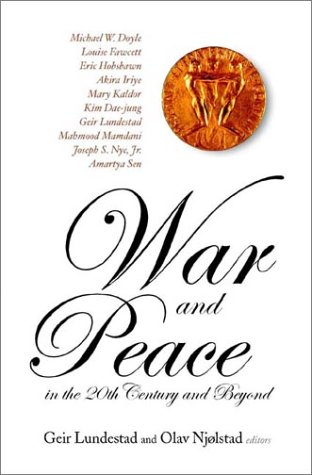 Michael W. Doyle
Louise Fawcett
Eric Hobsbawm
Akira Iriye
Mary Kaldor
Kim Dae-jung
Geir Lundestad
Mahmood Mamdani
Joseph S. Nye, Jr.
Amartya Sen
War
and
Peace
in the 20th Century and Beyond
Geir Lundestad and Olav Njølstad editors